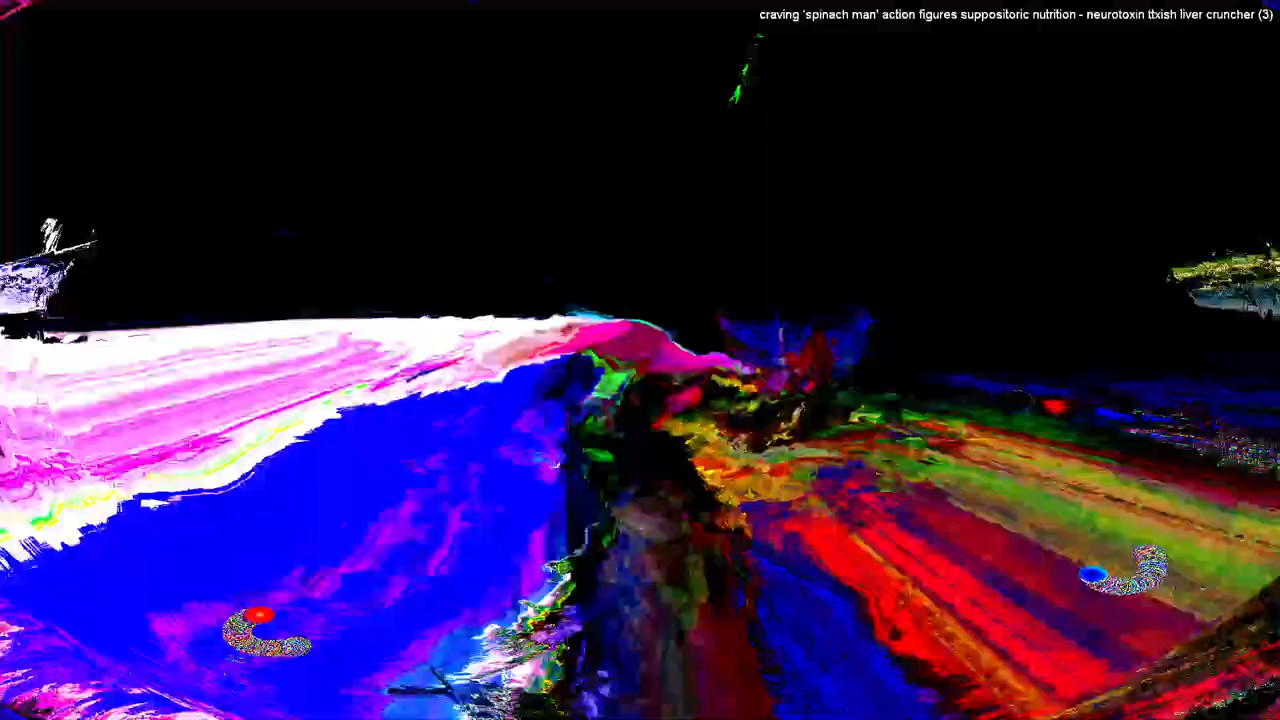 craving 'spinach man' action figures suppositoric nutrition - neurotoxin ttxish liver cruncher (3)